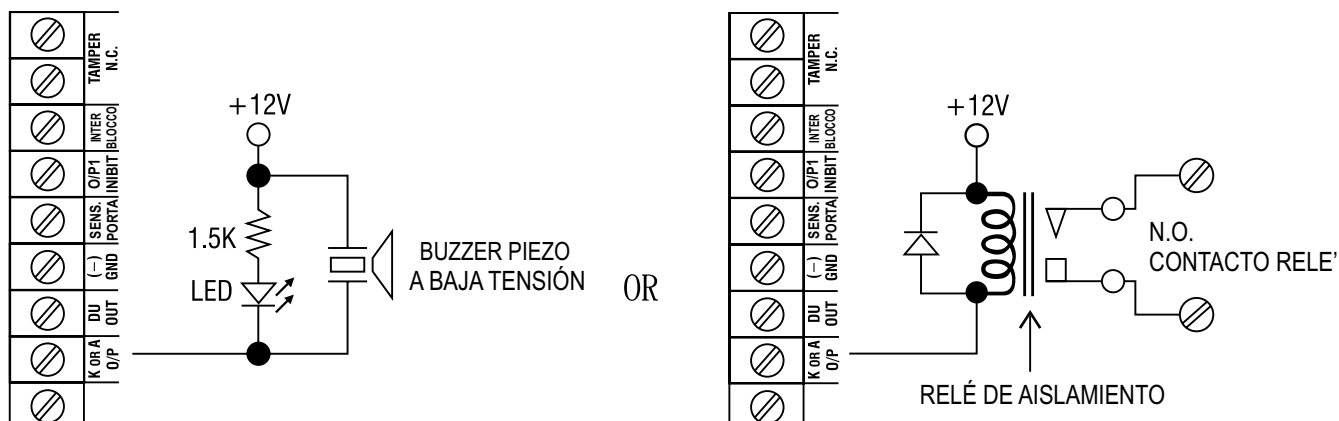 TAMPER
N.C.
INTER
BLOCCO
O/P1
INIBIT
SENS.
PORTA
(−)
GND
DU
OUT
K OR A
O/P
+12V
1.5K
LED
BUZZER PIEZO
A BAJA TENSIÓN
OR
TAMPER
N.C.
INTER
BLOCCO
O/P1
INIBIT
SENS.
PORTA
(−)
GND
DU
OUT
K OR A
O/P
+12V
N.O.
CONTACTO RELE'
RELÉ DE AISLAMIENTO